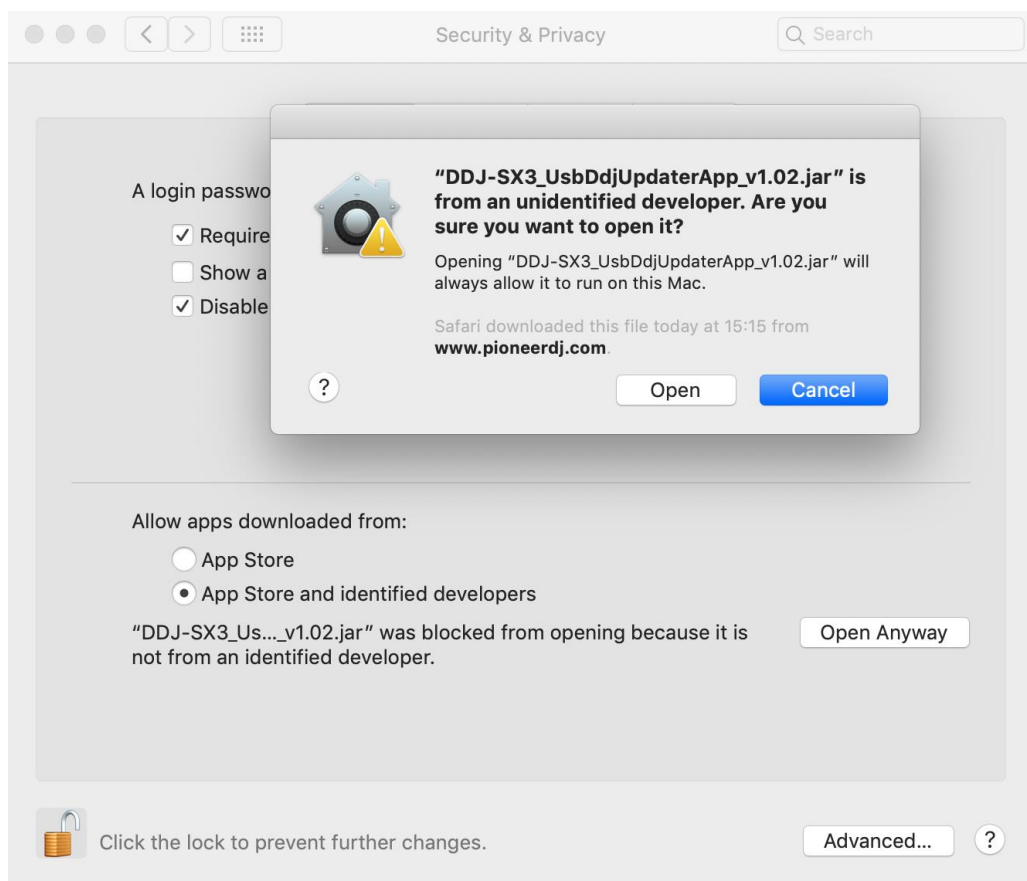 Security & Privacy
Search
A login passwo
Require
Show a
Disable
“DDJ-SX3_UsbDdjUpdaterApp_v1.02.jar” is
from an unidentified developer. Are you
sure you want to open it?
Opening “DDJ-SX3_UsbDdjUpdaterApp_v1.02.jar” will
always allow it to run on this Mac.
Safari downloaded this file today at 15:15 from
www.pioneerdj.com.
?
Open
Cancel
Allow apps downloaded from:
App Store
App Store and identified developers
“DDJ-SX3_Us..._v1.02.jar” was blocked from opening because it is
not from an identified developer.
Open Anyway
Click the lock to prevent further changes.
Advanced...
?